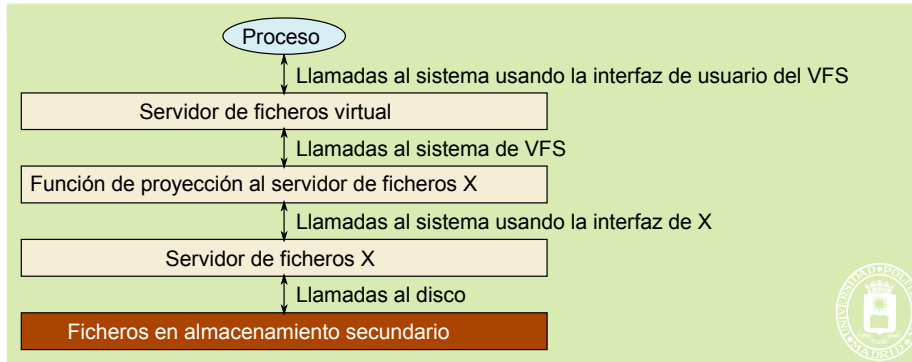 Proceso
Llamadas al sistema usando la interfaz de usuario del VFS
Servidor de ficheros virtual
Llamadas al sistema de VFS
Función de proyección al servidor de ficheros X
Llamadas al sistema usando la interfaz de X
Servidor de ficheros X
Llamadas al disco
Ficheros en almacenamiento secundario